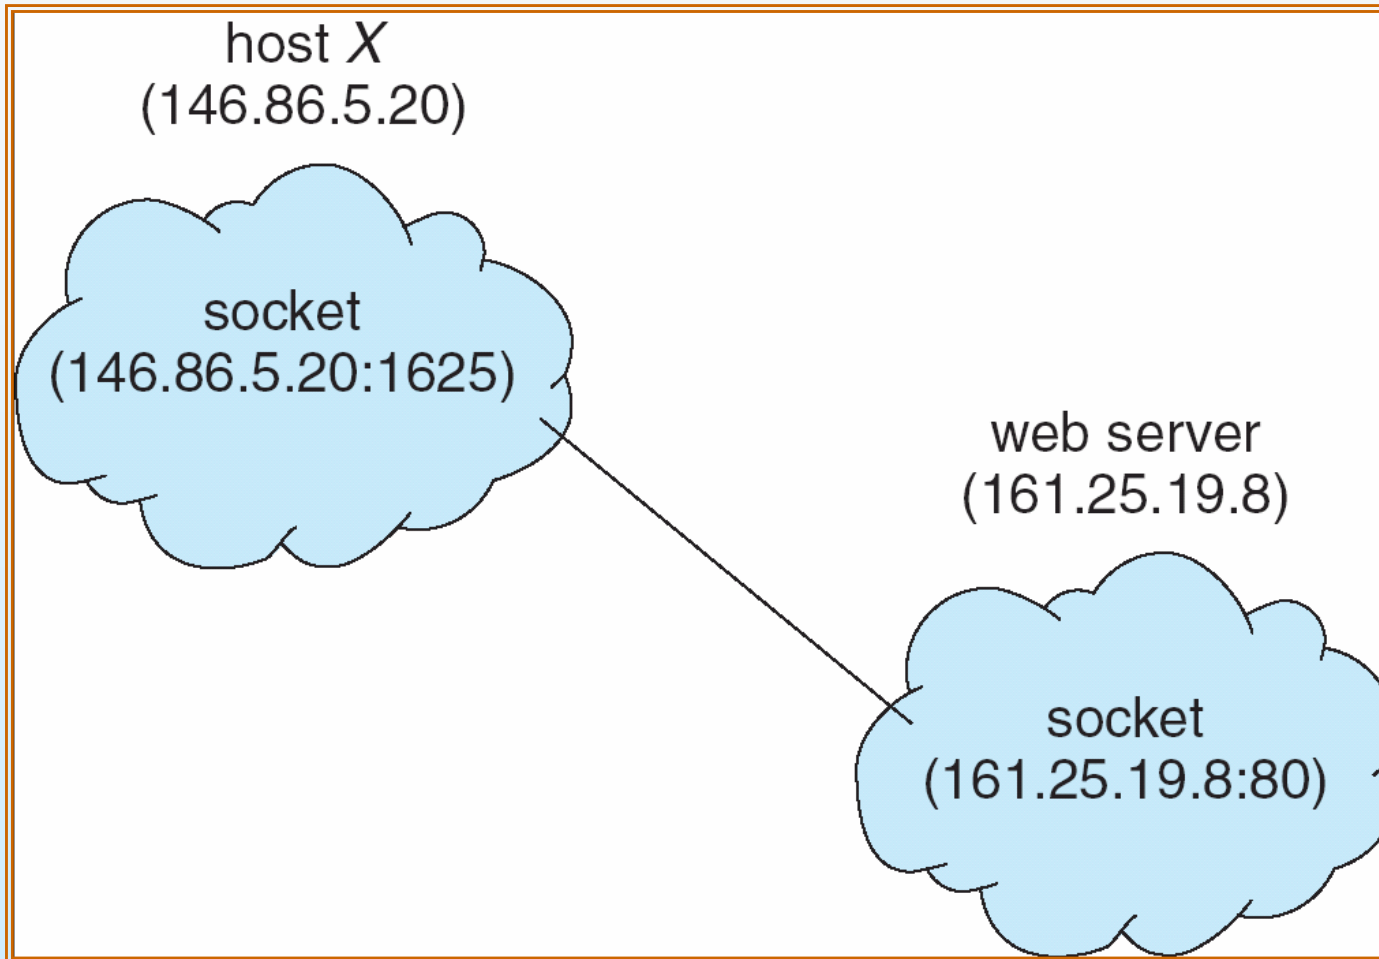 host X
(146.86.5.20)
socket
(146.86.5.20:1625)
web server
(161.25.19.8)
socket
(161.25.19.8:80)